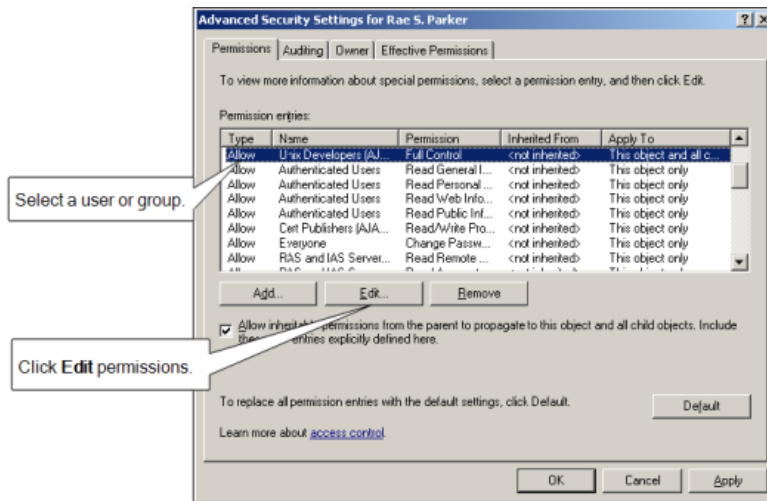 Advanced Security Settings for Rae S. Parker
Permissions Auditing Owner Effective Permissions
To view more information about special permissions, select a permission entry, and then click Edit.
Permission entries:
Type Name Permission Inherited From Apply To
Allow Unix Developers (AJ... Full Control <not inherited> This object and all c...
Allow Authenticated Users Read General I... <not inherited> This object only
Allow Authenticated Users Read Personal ... <not inherited> This object only
Allow Authenticated Users Read Web Info... <not inherited> This object only
Allow Authenticated Users Read Public Inf... <not inherited> This object only
Allow Cert Publishers (AJA... Read/Write Pro... <not inherited> This object only
Allow Everyone Change Passw... <not inherited> This object only
Allow RAS and IAS Server... Read Remote ... <not inherited> This object only
Select a user or group.
Add... Edit... Remove
Allow inheritable permissions from the parent to propagate to this object and all child objects. Include
entries explicitly defined here.
Click Edit permissions.
To replace all permission entries with the default settings, click Default.
Default
Learn more about access control.
OK Cancel Apply